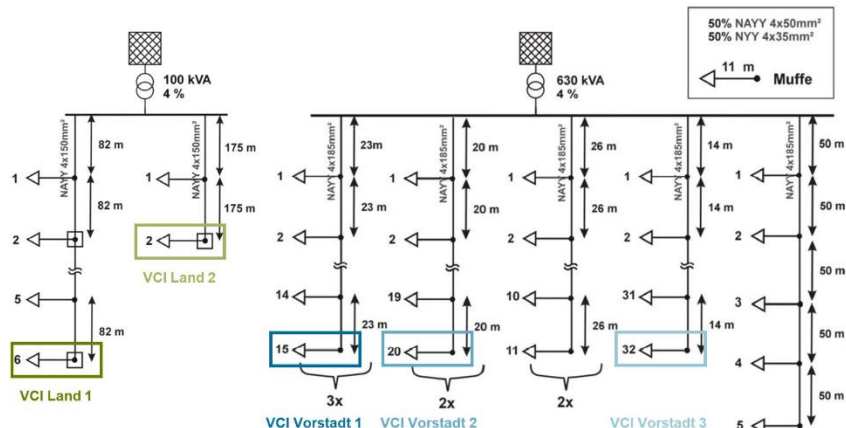 50% NAYY 4x50mm²
50% NYY 4x35mm²
11 m
Muffe
100 kVA
4 %
630 kVA
4 %
NAYY 4x150mm²
82 m
1
82 m
2
5
82 m
6
VCI Land 1
NAYY 4x150mm²
175 m
1
175 m
2
VCI Land 2
NAYY 4x185mm²
23m
1
23 m
2
14
23 m
15
3x
VCI Vorstadt 1
NAYY 4x185mm²
20 m
1
20 m
2
19
20 m
20
2x
VCI Vorstadt 2
NAYY 4x185mm²
26 m
1
26 m
2
10
26 m
11
2x
NAYY 4x185mm²
14 m
1
14 m
2
31
14 m
32
VCI Vorstadt 3
NAYY 4x185mm²
50 m
1
50 m
2
50 m
3
50 m
4
50 m
5